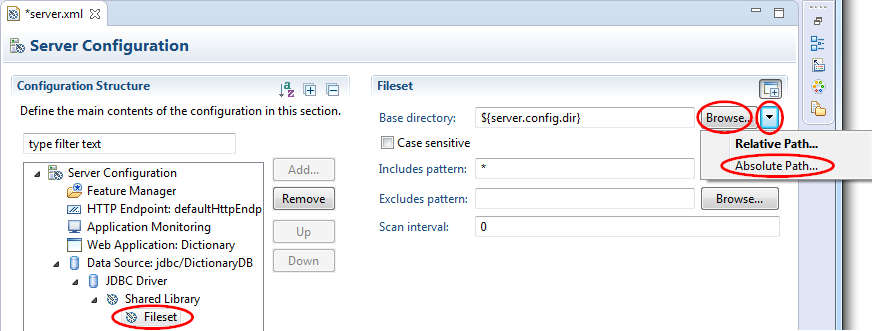 *server.xml
Server Configuration
Configuration Structure
Define the main contents of the configuration in this section.
type filter text
Server Configuration
Feature Manager
HTTP Endpoint: defaultHttpEndp
Application Monitoring
Web Application: Dictionary
Data Source: jdbc/DictionaryDB
JDBC Driver
Shared Library
Fileset
Add...
Remove
Up
Down
Fileset
Base directory: ${server.config.dir} Browse...
Relative Path...
Absolute Path...
Case sensitive
Includes pattern: *
Excludes pattern: Browse...
Scan interval: 0